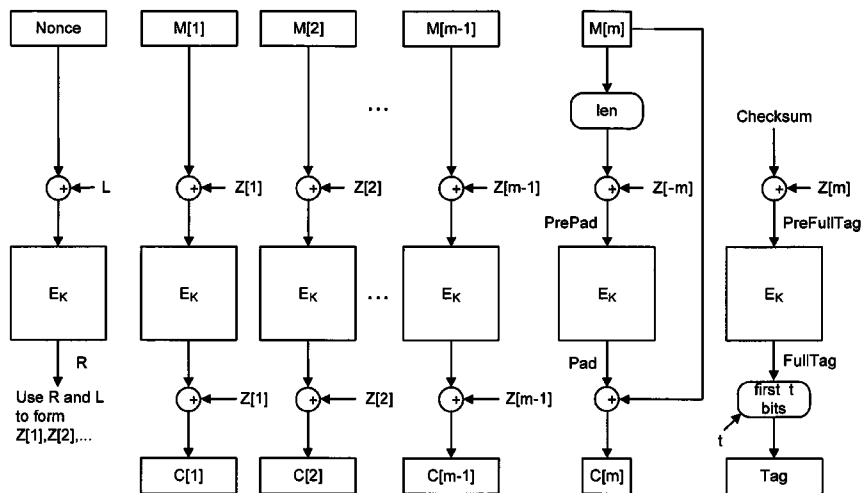 Nonce
M[1]
M[2]
M[m-1]
M[m]
...
len
Checksum
+
L
+
Z[1]
+
Z[2]
+
Z[m-1]
+
Z[-m]
+
Z[m]
PrePad
PreFullTag
EK
EK
EK
...
EK
EK
EK
R
Pad
FullTag
Use R and L
to form
Z[1],Z[2],...
+
Z[1]
+
Z[2]
+
Z[m-1]
+
first t
bits
t
C[1]
C[2]
C[m-1]
C[m]
Tag